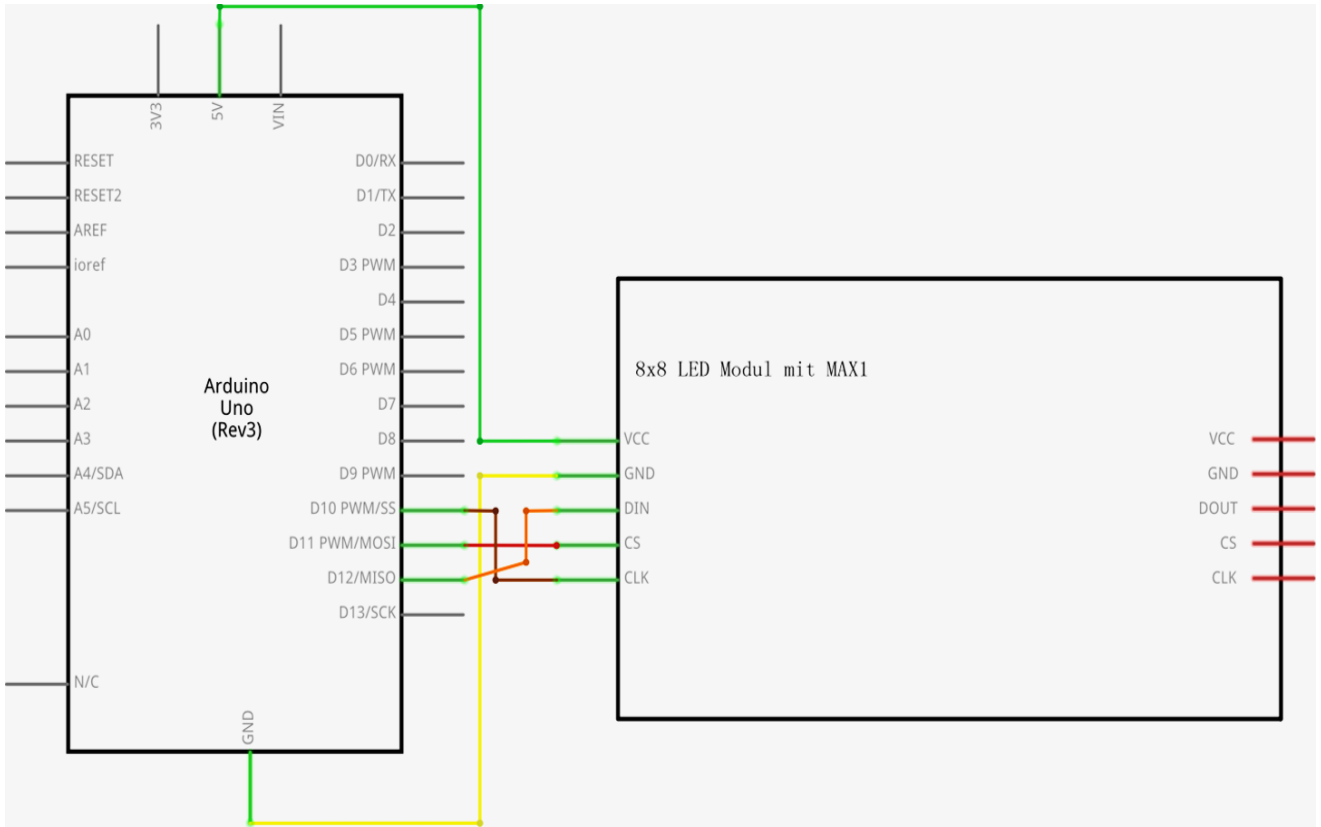 3V3
5V
VIN
RESET
RESET2
AREF
ioref
A0
A1
A2
A3
A4/SDA
A5/SCL
N/C
Arduino
Uno
(Rev3)
D0/RX
D1/TX
D2
D3 PWM
D4
D5 PWM
D6 PWM
D7
D8
D9 PWM
D10 PWM/SS
D11 PWM/MOSI
D12/MISO
D13/SCK
GND
8x8 LED Modul mit MAX1
VCC
GND
DIN
CS
CLK
VCC
GND
DOUT
CS
CLK